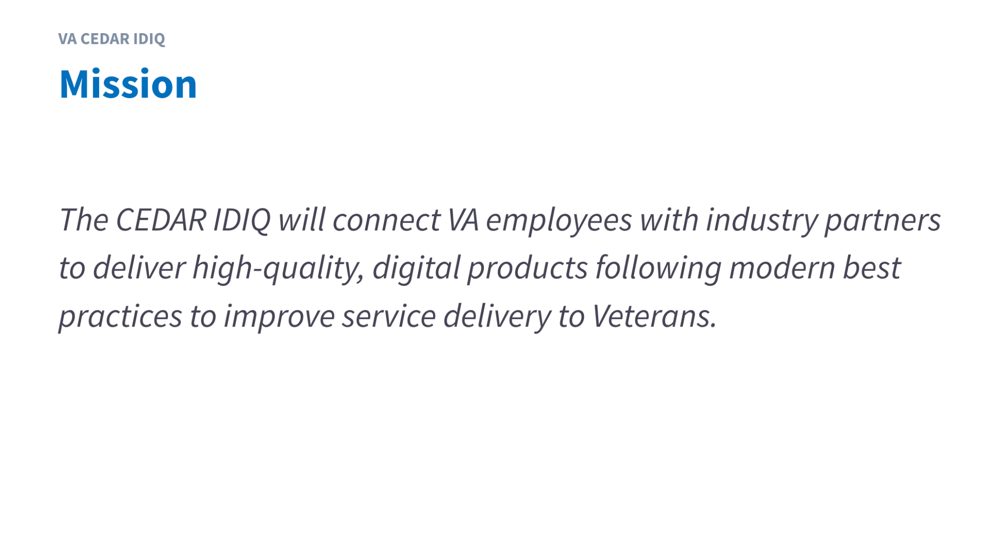 VA CEDAR IDIQ
Mission
The CEDAR IDIQ will connect VA employees with industry partners
to deliver high-quality, digital products following modern best
practices to improve service delivery to Veterans.